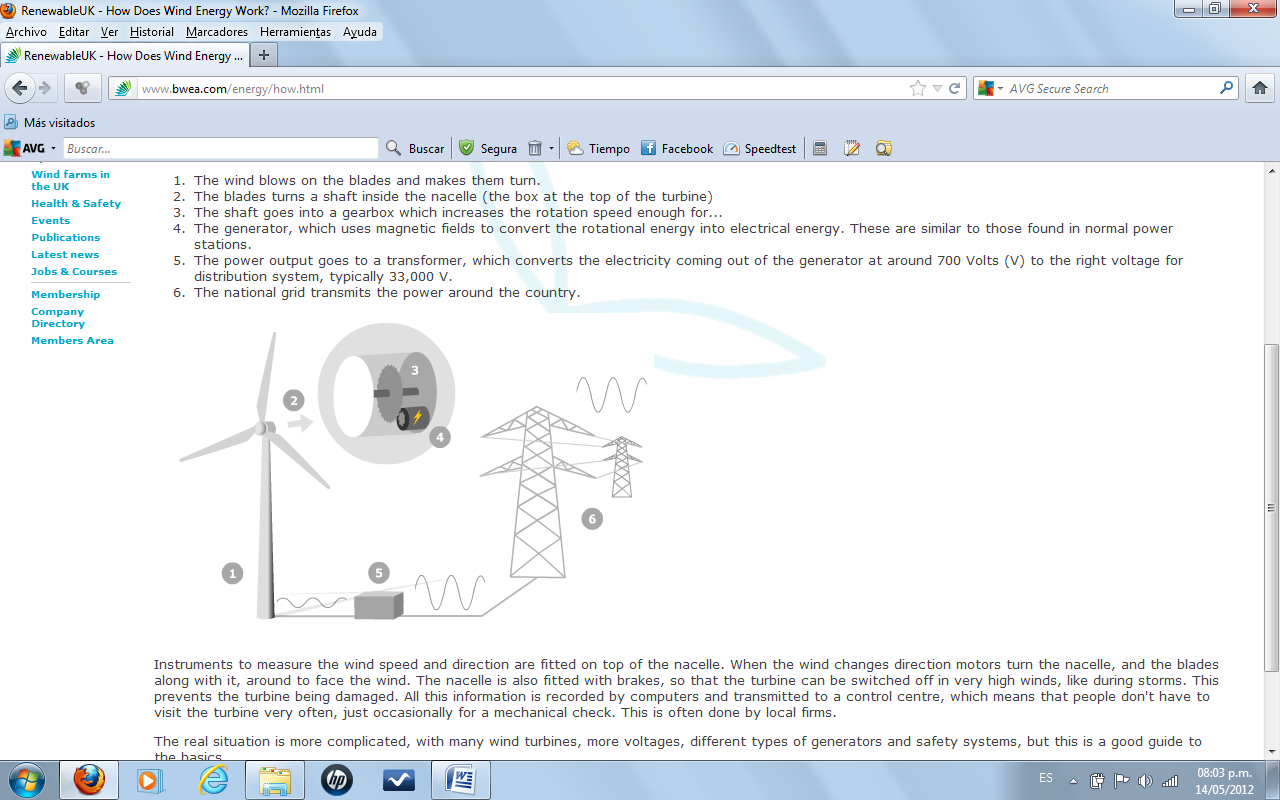 RenewableUK - How Does Wind Energy Work? - Mozilla Firefox
Archivo Editar Ver Historial Marcadores Herramientas Ayuda
RenewableUK - How Does Wind Energy ...
www.bwea.com/energy/how.html
AVG Secure Search
Más visitados
AVG Buscar... Buscar Segura Tiempo Facebook Speedtest
Wind farms in
the UK
Health & Safety
Events
Publications
Latest news
Jobs & Courses
Membership
Company
Directory
Members Area
1. The wind blows on the blades and makes them turn.
2. The blades turns a shaft inside the nacelle (the box at the top of the turbine)
3. The shaft goes into a gearbox which increases the rotation speed enough for...
4. The generator, which uses magnetic fields to convert the rotational energy into electrical energy. These are similar to those found in normal power
stations.
5. The power output goes to a transformer, which converts the electricity coming out of the generator at around 700 Volts (V) to the right voltage for
distribution system, typically 33,000 V.
6. The national grid transmits the power around the country.
3
2
4
6
1
5
Instruments to measure the wind speed and direction are fitted on top of the nacelle. When the wind changes direction motors turn the nacelle, and the blades
along with it, around to face the wind. The nacelle is also fitted with brakes, so that the turbine can be switched off in very high winds, like during storms. This
prevents the turbine being damaged. All this information is recorded by computers and transmitted to a control centre, which means that people don't have to
visit the turbine very often, just occasionally for a mechanical check. This is often done by local firms.
The real situation is more complicated, with many wind turbines, more voltages, different types of generators and safety systems, but this is a good guide to
the basics
hp
W
ES
08:03 p.m.
14/05/2012